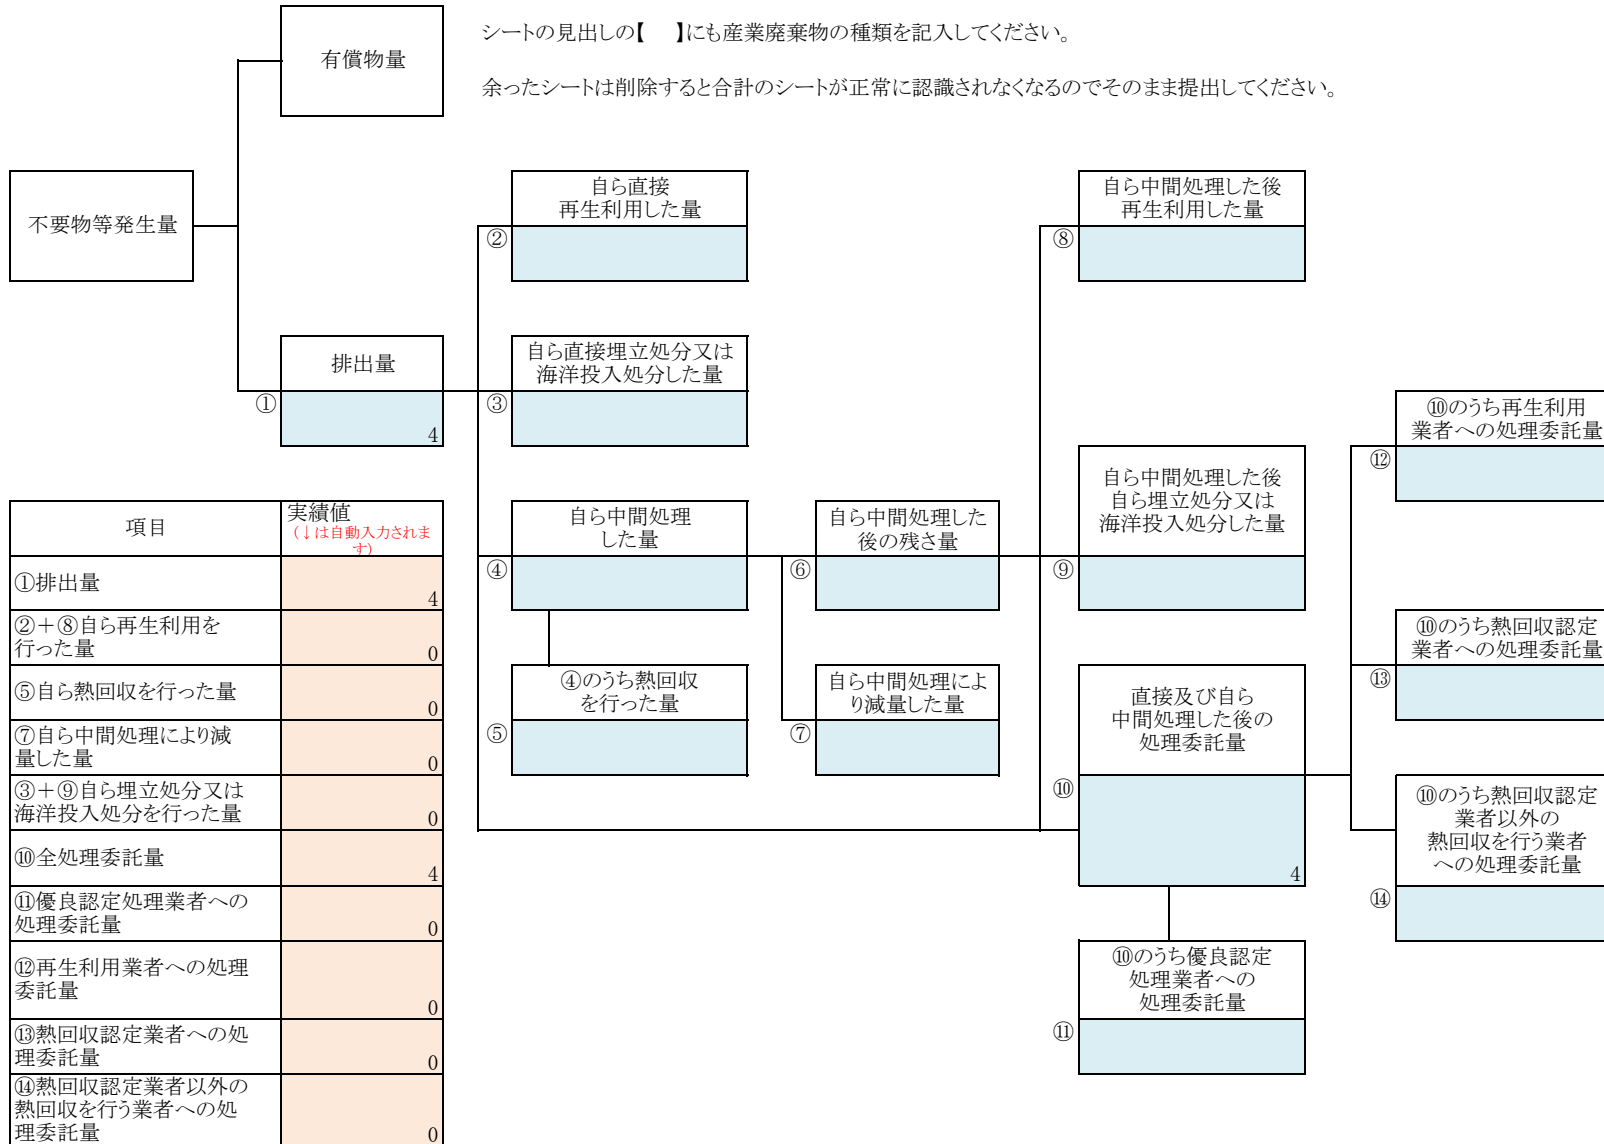 シートの見出しの【　】にも産業廃棄物の種類を記入してください。
余ったシートは削除すると合計のシートが正常に認識されなくなるのでそのまま提出してください。
有償物量
不要物等発生量
排出量
①
4
自ら直接
再生利用した量
②
自ら直接埋立処分又は
海洋投入処分した量
③
自ら中間処理
した量
④
④のうち熱回収
を行った量
⑤
自ら中間処理した
後の残さ量
⑥
自ら中間処理によ
り減量した量
⑦
自ら中間処理した後
再生利用した量
⑧
自ら中間処理した後
自ら埋立処分又は
海洋投入処分した量
⑨
直接及び自ら
中間処理した後の
処理委託量
⑩
4
⑩のうち優良認定
処理業者への
処理委託量
⑪
⑩のうち再生利用
業者への処理委託量
⑫
⑩のうち熱回収認定
業者への処理委託量
⑬
⑩のうち熱回収認定
業者以外の
熱回収を行う業者
への処理委託量
⑭
項目
実績値
(↓は自動入力されま
す)
①排出量
4
②＋⑧自ら再生利用を
行った量
0
⑤自ら熱回収を行った量
0
⑦自ら中間処理により減
量した量
0
③＋⑨自ら埋立処分又は
海洋投入処分を行った量
0
⑩全処理委託量
4
⑪優良認定処理業者への
処理委託量
0
⑫再生利用業者への処理
委託量
0
⑬熱回収認定業者への処
理委託量
0
⑭熱回収認定業者以外の
熱回収を行う業者への処
理委託量
0